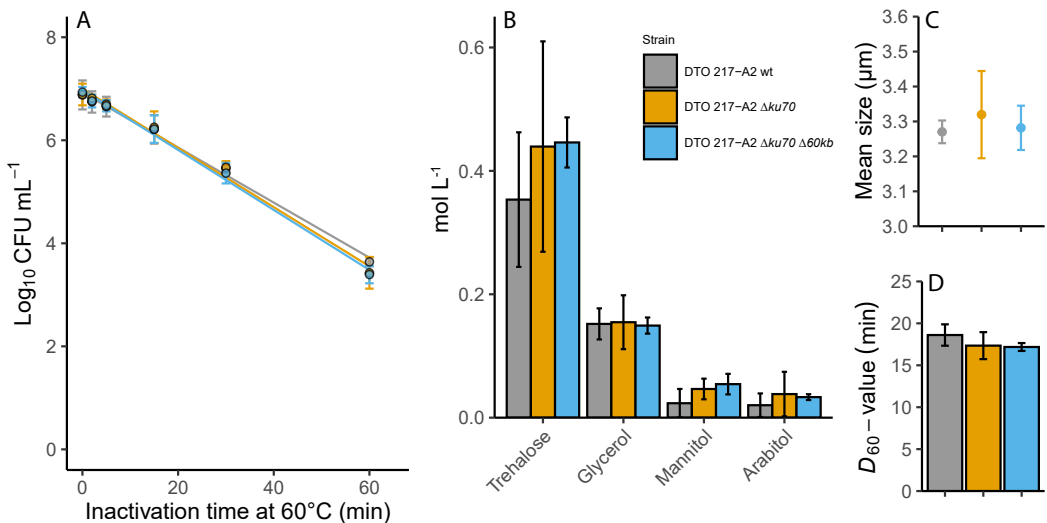 A
8
6
4
2
0
0
20
40
60
Log₁₀ CFU mL⁻¹
Inactivation time at 60°C (min)
B
0.6
0.4
0.2
0.0
mol L⁻¹
Strain
DTO 217−A2 wt
DTO 217−A2 Δku70
DTO 217−A2 Δku70 Δ60kb
Trehalose
Glycerol
Mannitol
Arabitol
C
3.6
3.5
3.4
3.3
3.2
3.1
3.0
Mean size (µm)
D
25
20
15
10
5
0
D₆₀−value (min)